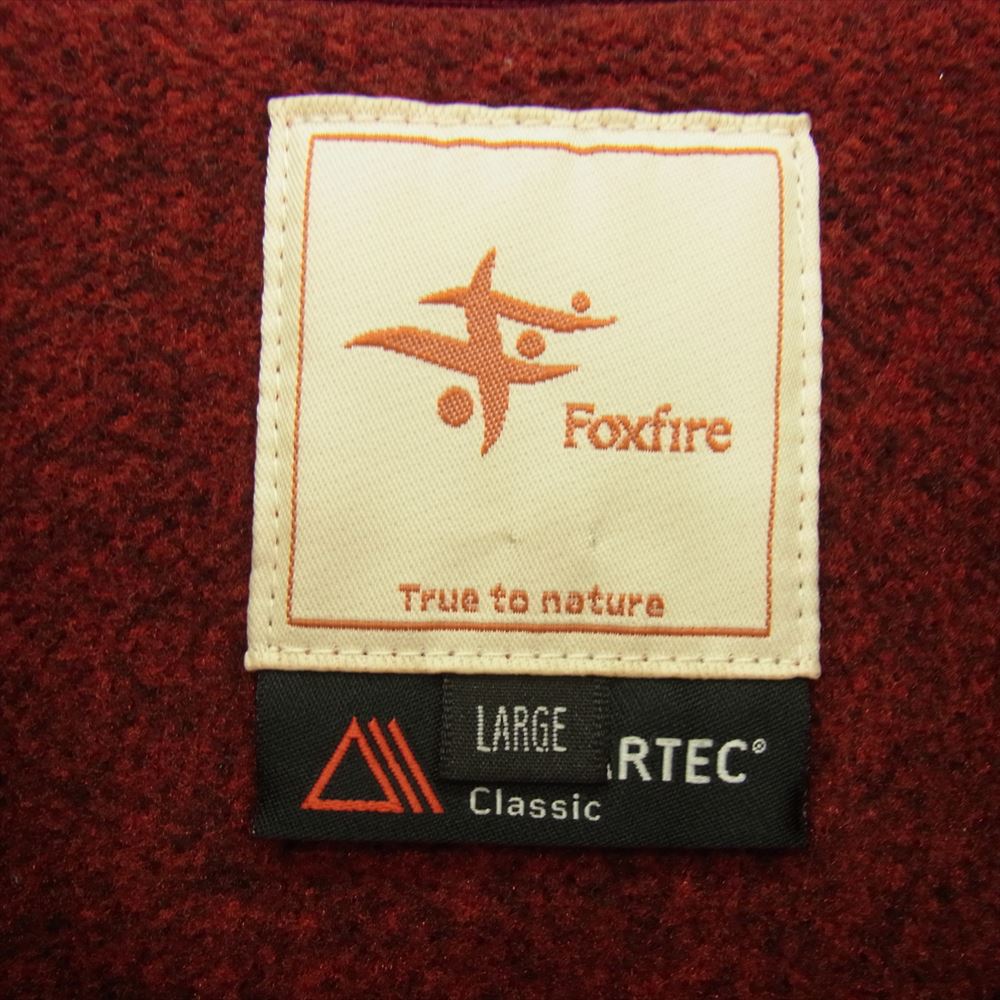 Foxfire
True to nature
LARGE
RTEC®
Classic